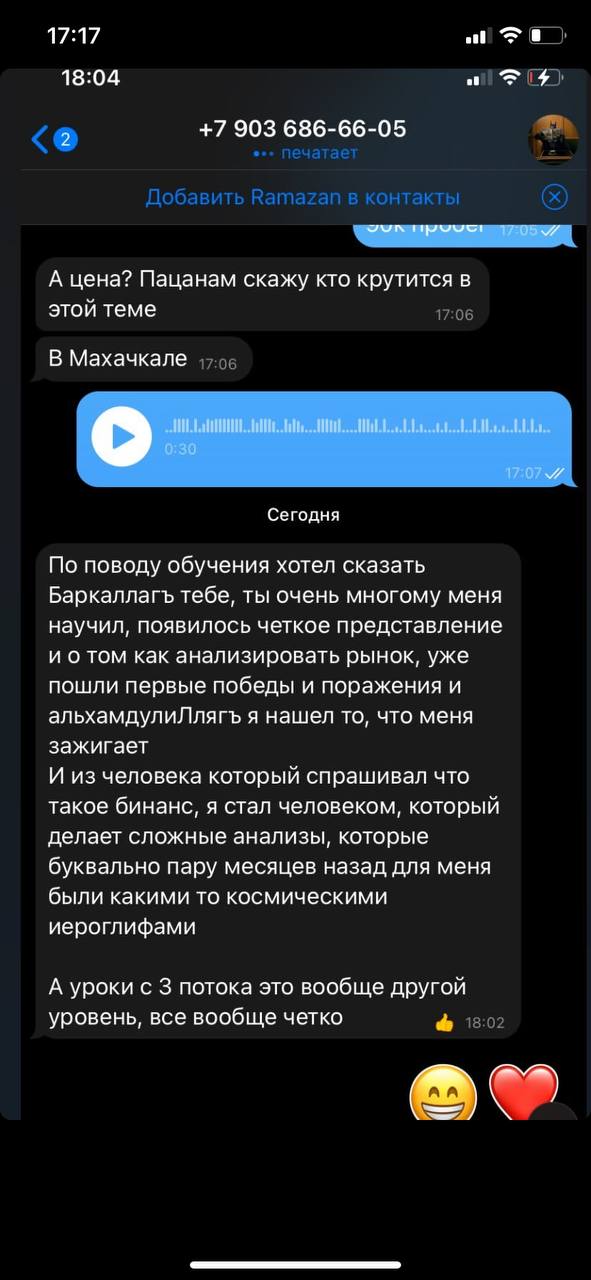 17:17
18:04
2
+7 903 686-66-05
печатает
Добавить Ramazan в контакты
90к пробег 17:05
А цена? Пацанам скажу кто крутится в
этой теме 17:06
В Махачкале 17:06
0:30
17:07
Сегодня
По поводу обучения хотел сказать
Баркаллагъ тебе, ты очень многому меня
научил, появилось четкое представление
и о том как анализировать рынок, уже
пошли первые победы и поражения и
альхамдулиЛлягъ я нашел то, что меня
зажигает
И из человека который спрашивал что
такое бинанс, я стал человеком, который
делает сложные анализы, которые
буквально пару месяцев назад для меня
были какими то космическими
иероглифами
А уроки с 3 потока это вообще другой
уровень, все вообще четко 18:02